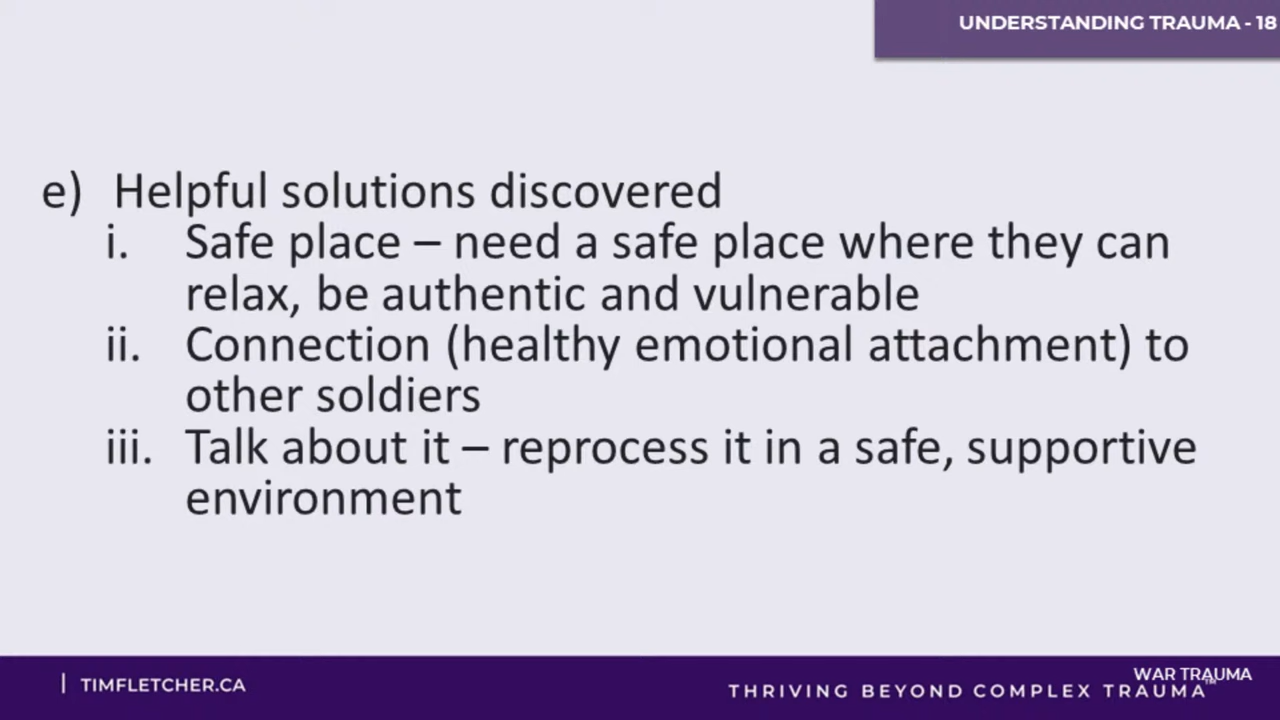 UNDERSTANDING TRAUMA - 18
e) Helpful solutions discovered
i. Safe place – need a safe place where they can
relax, be authentic and vulnerable
ii. Connection (healthy emotional attachment) to
other soldiers
iii. Talk about it – reprocess it in a safe, supportive
environment
| TIMFLETCHER.CA
WAR TRAUMA
THRIVING BEYOND COMPLEX TRAUMA™